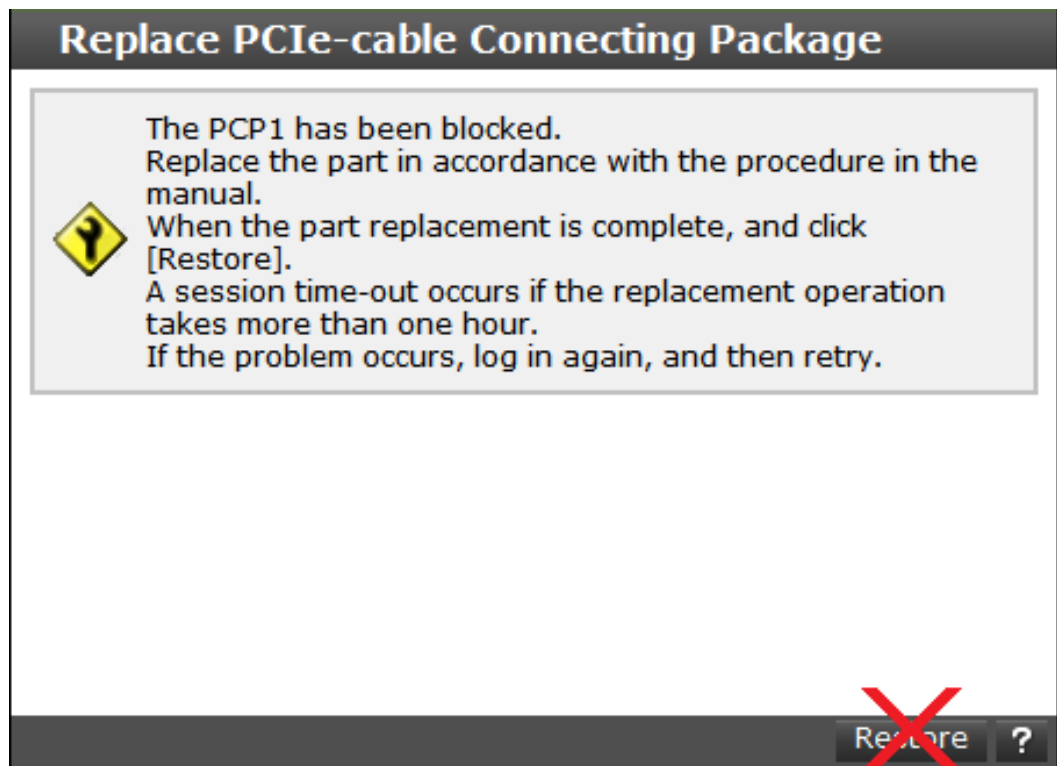 Replace PCIe-cable Connecting Package
The PCP1 has been blocked.
Replace the part in accordance with the procedure in the
manual.
When the part replacement is complete, and click
[Restore].
A session time-out occurs if the replacement operation
takes more than one hour.
If the problem occurs, log in again, and then retry.
Restore ?